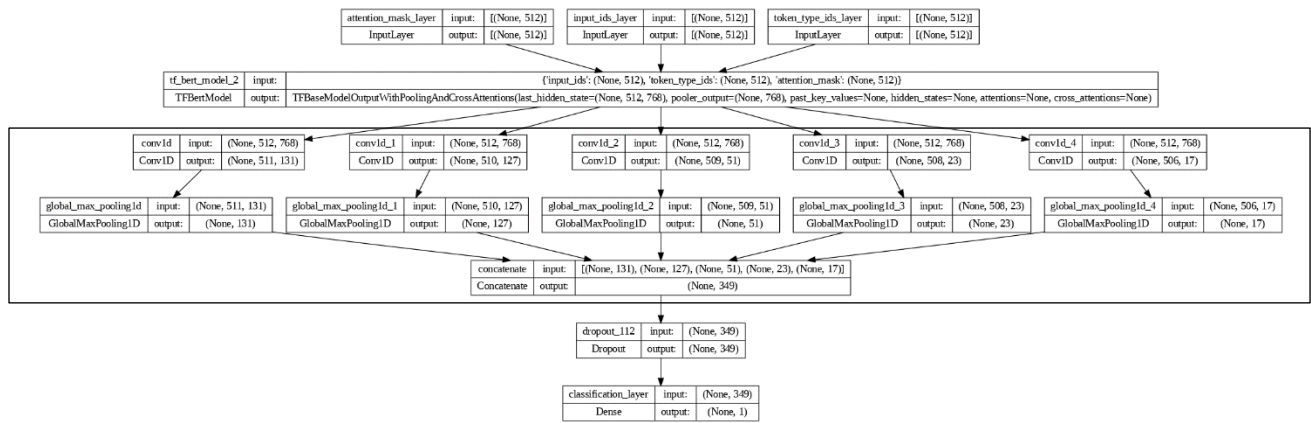 attention_mask_layer input: [(None, 512)] input_ids_layer input: [(None, 512)] token_type_ids_layer input: [(None, 512)]
InputLayer output: [(None, 512)] InputLayer output: [(None, 512)] InputLayer output: [(None, 512)]
tf_bert_model_2 input: {'input_ids': (None, 512), 'token_type_ids': (None, 512), 'attention_mask': (None, 512)}
TFBertModel output: TFBaseModelOutputWithPoolingAndCrossAttentions(last_hidden_state=(None, 512, 768), pooler_output=(None, 768), past_key_values=None, hidden_states=None, attentions=None, cross_attentions=None)
conv1d input: (None, 512, 768) conv1d_1 input: (None, 512, 768) conv1d_2 input: (None, 512, 768) conv1d_3 input: (None, 512, 768) conv1d_4 input: (None, 512, 768)
Conv1D output: (None, 511, 131) Conv1D output: (None, 510, 127) Conv1D output: (None, 509, 51) Conv1D output: (None, 508, 23) Conv1D output: (None, 506, 17)
global_max_pooling1d input: (None, 511, 131) global_max_pooling1d_1 input: (None, 510, 127) global_max_pooling1d_2 input: (None, 509, 51) global_max_pooling1d_3 input: (None, 508, 23) global_max_pooling1d_4 input: (None, 506, 17)
GlobalMaxPooling1D output: (None, 131) GlobalMaxPooling1D output: (None, 127) GlobalMaxPooling1D output: (None, 51) GlobalMaxPooling1D output: (None, 23) GlobalMaxPooling1D output: (None, 17)
concatenate input: [(None, 131), (None, 127), (None, 51), (None, 23), (None, 17)]
Concatenate output: (None, 349)
dropout_112 input: (None, 349)
Dropout output: (None, 349)
classification_layer input: (None, 349)
Dense output: (None, 1)